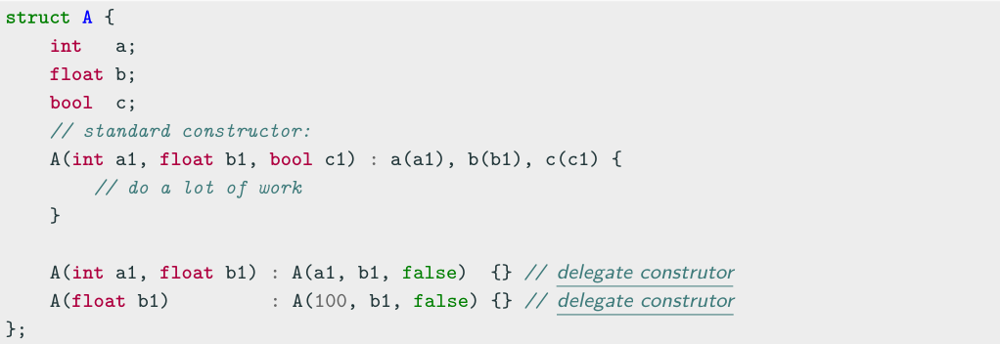 struct A {
    int   a;
    float b;
    bool  c;
    // standard constructor:
    A(int a1, float b1, bool c1) : a(a1), b(b1), c(c1) {
        // do a lot of work
    }

    A(int a1, float b1) : A(a1, b1, false)  {} // delegate construtor
    A(float b1)         : A(100, b1, false) {} // delegate construtor
};